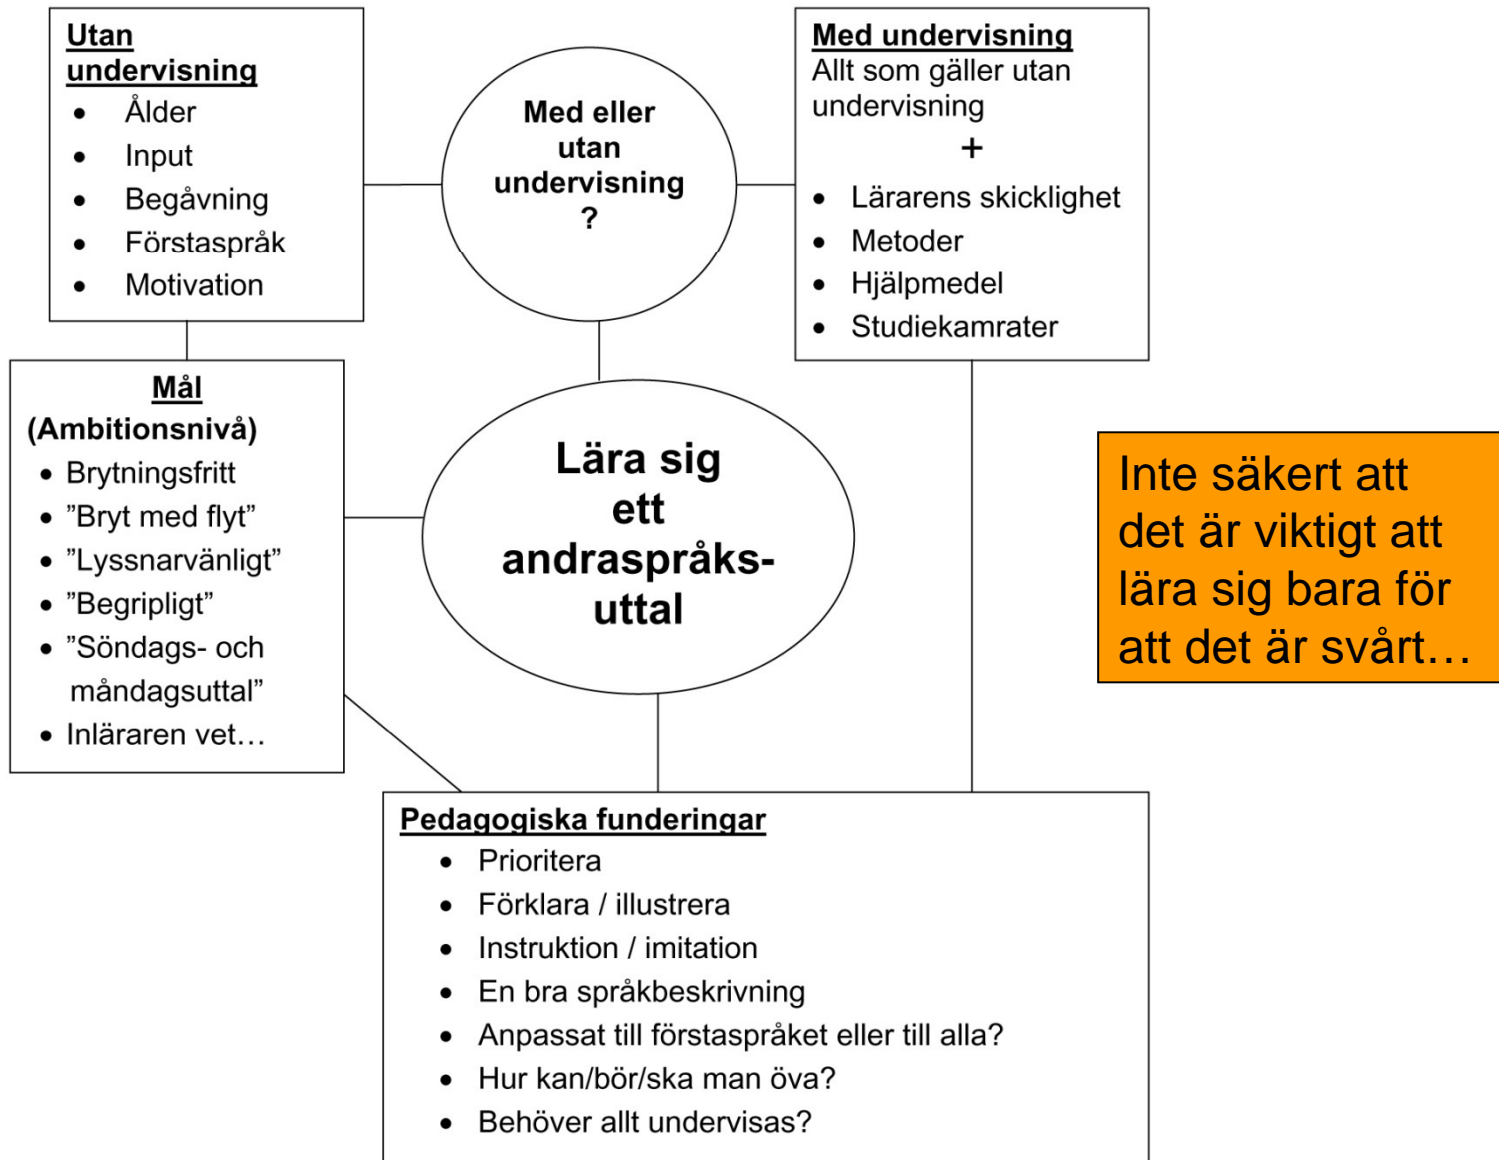 Utan
undervisning
• Ålder
• Input
• Begåvning
• Förstaspråk
• Motivation
Med eller
utan
undervisning
?
Med undervisning
Allt som gäller utan
undervisning
+
• Lärarens skicklighet
• Metoder
• Hjälpmedel
• Studiekamrater
Mål
(Ambitionsnivå)
• Brytningsfritt
• ”Bryt med flyt”
• ”Lyssnarvänligt”
• ”Begripligt”
• ”Söndags- och
måndagsuttal”
• Inläraren vet…
Lära sig
ett
andraspråks-
uttal
Inte säkert att
det är viktigt att
lära sig bara för
att det är svårt…
Pedagogiska funderingar
• Prioritera
• Förklara / illustrera
• Instruktion / imitation
• En bra språkbeskrivning
• Anpassat till förstaspråket eller till alla?
• Hur kan/bör/ska man öva?
• Behöver allt undervisas?